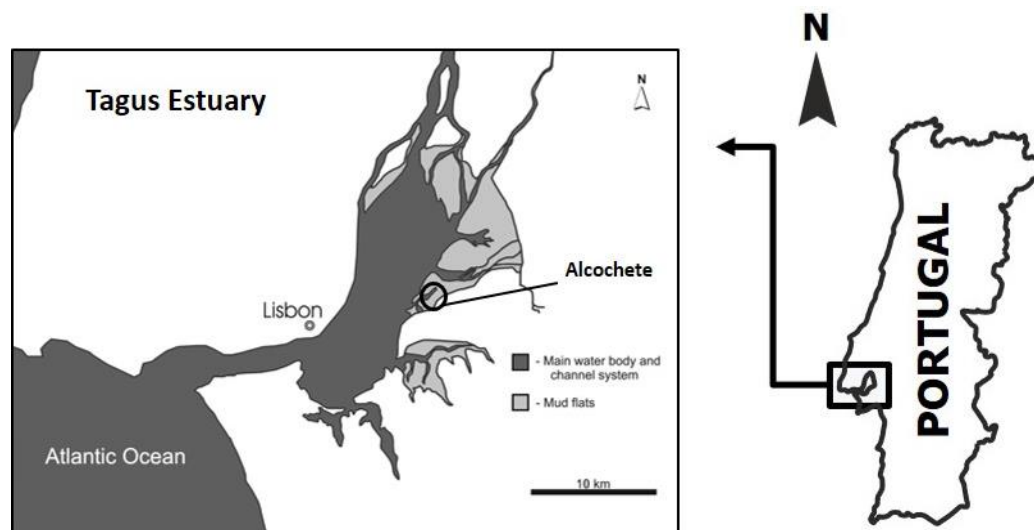 Tagus Estuary
N
Alcochete
Lisbon
- Main water body and
channel system
- Mud flats
Atlantic Ocean
10 km
N
PORTUGAL